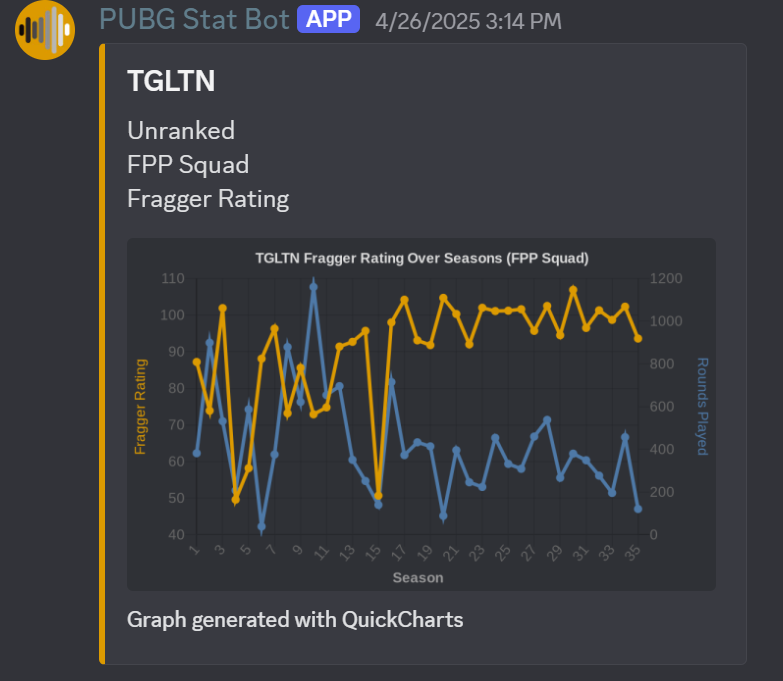 PUBG Stat Bot APP 4/26/2025 3:14 PM
TGLTN
Unranked
FPP Squad
Fragger Rating
TGLTN Fragger Rating Over Seasons (FPP Squad)
110
100
90
80
70
60
50
40
Fragger Rating
1200
1000
800
600
400
200
0
Rounds Played
1 3 5 7 9 11 13 15 17 19 21 23 25 27 29 31 33 35
Season
Graph generated with QuickCharts